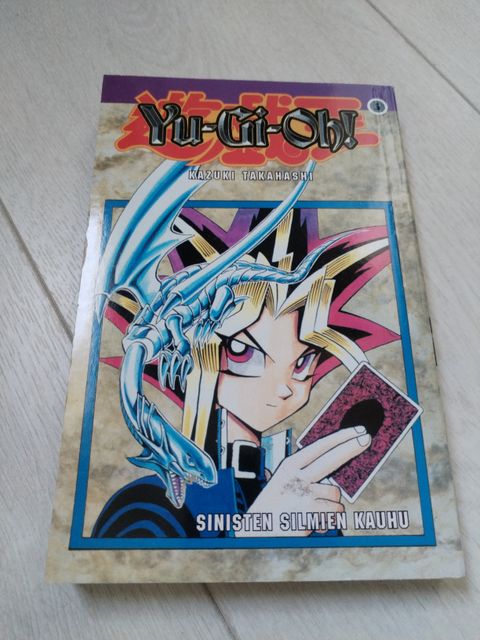 Yu-Gi-Oh!
KAZUKI TAKAHASHI
SINISTEN SILMIEN KAUHU